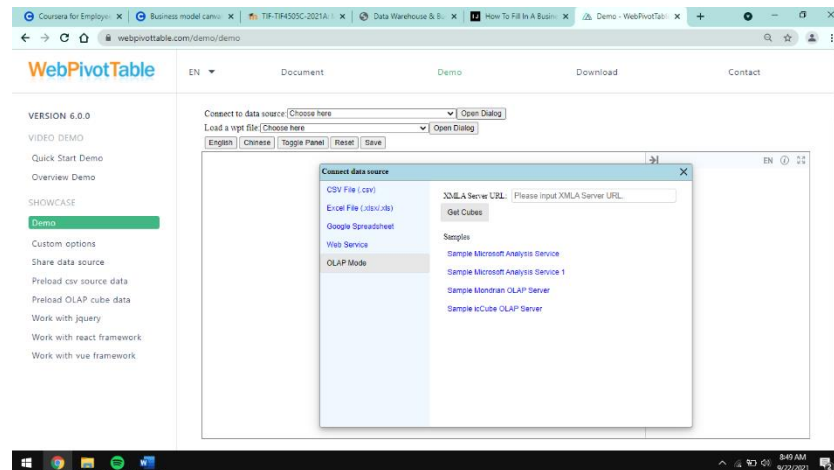 Coursera for Employe
Business model canva
TIF-TIF4505C-2021A:
Data Warehouse & Bu
How To Fill In A Busin
Demo - WebPivotTabl
webpivottable.com/demo/demo
WebPivotTable
EN
Document
Demo
Download
Contact
VERSION 6.0.0
VIDEO DEMO
Quick Start Demo
Overview Demo
SHOWCASE
Demo
Custom options
Share data source
Preload csv source data
Preload OLAP cube data
Work with jquery
Work with react framework
Work with vue framework
Connect to data source: Choose here Open Dialog
Load a wpt file: Choose here Open Dialog
English Chinese Toggle Panel Reset Save
EN
Connect data source
CSV File (.csv)
Excel File (.xlsx/.xls)
Google Spreadsheet
Web Service
OLAP Mode
XMLA Server URL: Please input XMLA Server URL.
Get Cubes
Samples
Sample Microsoft Analysis Service
Sample Microsoft Analysis Service 1
Sample Mondrian OLAP Server
Sample icCube OLAP Server
8:49 AM
9/22/2021